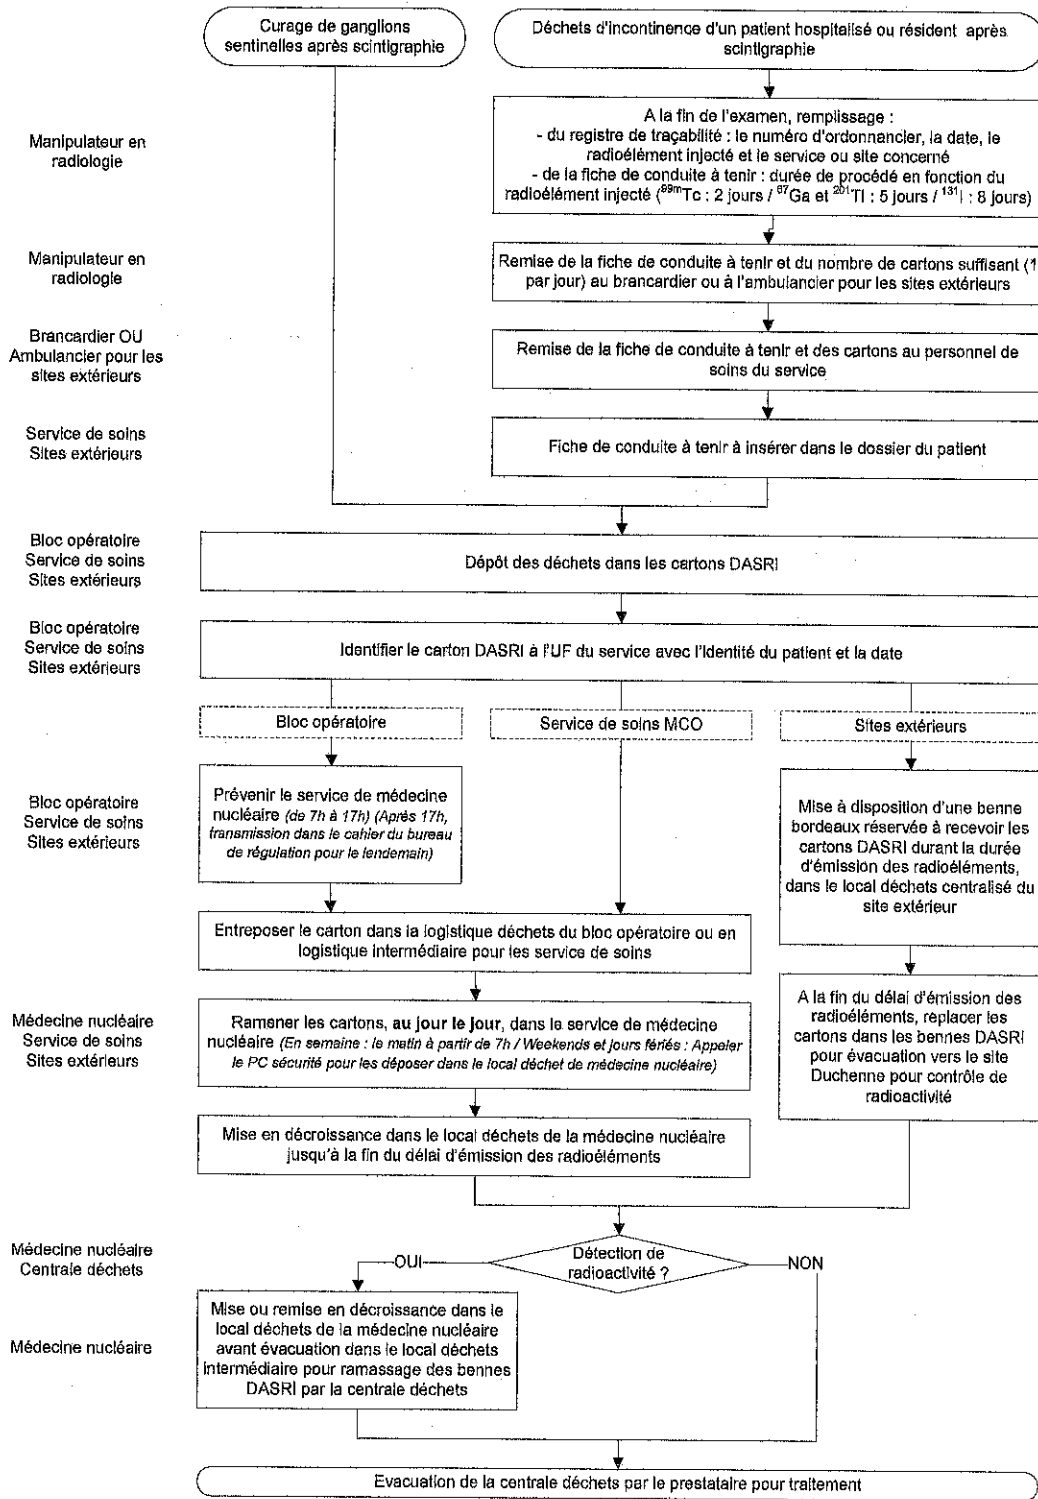 Curage de ganglions
sentinelles après scintigraphie
Déchets d'incontinence d'un patient hospitalisé ou résident après
scintigraphie
Manipulateur en
radiologie
A la fin de l'examen, remplissage :
- du registre de traçabilité : le numéro d'ordonnancier, la date, le
radioélément injecté et le service ou site concerné
- de la fiche de conduite à tenir : durée de procédé en fonction du
radioélément injecté (⁹⁹ᵐTc : 2 jours / ⁶⁷Ga et ²⁰¹Tl : 5 jours / ¹³¹I : 8 jours)
Manipulateur en
radiologie
Remise de la fiche de conduite à tenir et du nombre de cartons suffisant (1
par jour) au brancardier ou à l'ambulancier pour les sites extérieurs
Brancardier OU
Ambulancier pour les
sites extérieurs
Remise de la fiche de conduite à tenir et des cartons au personnel de
soins du service
Service de soins
Sites extérieurs
Fiche de conduite à tenir à insérer dans le dossier du patient
Bloc opératoire
Service de soins
Sites extérieurs
Dépôt des déchets dans les cartons DASRI
Bloc opératoire
Service de soins
Sites extérieurs
Identifier le carton DASRI à l'UF du service avec l'identité du patient et la date
Bloc opératoire
Service de soins MCO
Sites extérieurs
Bloc opératoire
Service de soins
Sites extérieurs
Prévenir le service de médecine
nucléaire (de 7h à 17h) (Après 17h,
transmission dans le cahier du bureau
de régulation pour le lendemain)
Mise à disposition d'une benne
bordeaux réservée à recevoir les
cartons DASRI durant la durée
d'émission des radioéléments,
dans le local déchets centralisé du
site extérieur
Entreposer le carton dans la logistique déchets du bloc opératoire ou en
logistique intermédiaire pour les service de soins
Médecine nucléaire
Service de soins
Sites extérieurs
Ramener les cartons, au jour le jour, dans le service de médecine
nucléaire (En semaine : le matin à partir de 7h / Weekends et jours fériés : Appeler
le PC sécurité pour les déposer dans le local déchet de médecine nucléaire)
A la fin du délai d'émission des
radioéléments, replacer les
cartons dans les bennes DASRI
pour évacuation vers le site
Duchenne pour contrôle de
radioactivité
Mise en décroissance dans le local déchets de la médecine nucléaire
jusqu'à la fin du délai d'émission des radioéléments
Médecine nucléaire
Centrale déchets
OUI
Détection de
radioactivité ?
NON
Médecine nucléaire
Mise ou remise en décroissance dans le
local déchets de la médecine nucléaire
avant évacuation dans le local déchets
intermédiaire pour ramassage des bennes
DASRI par la centrale déchets
Evacuation de la centrale déchets par le prestataire pour traitement